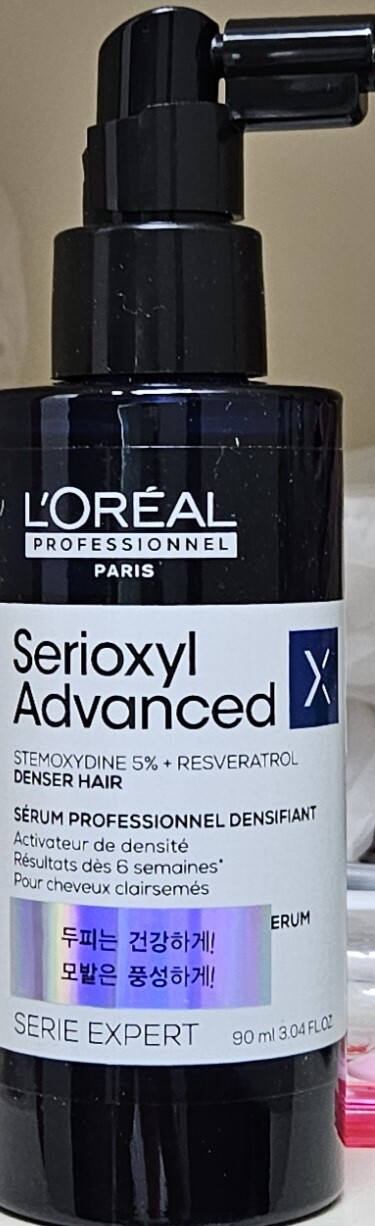 L'ORÉAL
PROFESSIONNEL
PARIS
Serioxyl
Advanced
X
STEMOXYDINE 5% + RESVERATROL
DENSER HAIR
SÉRUM PROFESSIONNEL DENSIFIANT
Activateur de densité
Résultats dès 6 semaines*
Pour cheveux clairsemés
ERUM
두피는 건강하게!
모발은 풍성하게!
SERIE EXPERT
90 ml 3.04 FL.OZ